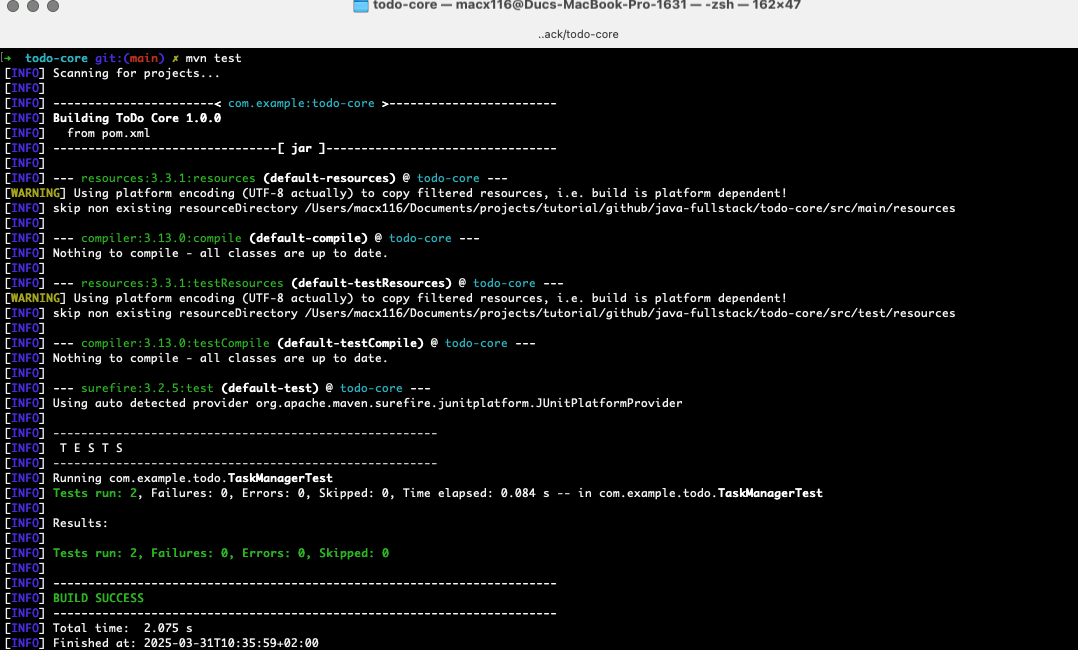 todo-core — macx116@Ducs-MacBook-Pro-1631 — -zsh — 162×47
..ack/todo-core
[➜  todo-core git:(main) ✗ mvn test
[INFO] Scanning for projects...
[INFO]
[INFO] -----------------------< com.example:todo-core >------------------------
[INFO] Building ToDo Core 1.0.0
[INFO]   from pom.xml
[INFO] --------------------------------[ jar ]---------------------------------
[INFO]
[INFO] --- resources:3.3.1:resources (default-resources) @ todo-core ---
[WARNING] Using platform encoding (UTF-8 actually) to copy filtered resources, i.e. build is platform dependent!
[INFO] skip non existing resourceDirectory /Users/macx116/Documents/projects/tutorial/github/java-fullstack/todo-core/src/main/resources
[INFO]
[INFO] --- compiler:3.13.0:compile (default-compile) @ todo-core ---
[INFO] Nothing to compile - all classes are up to date.
[INFO]
[INFO] --- resources:3.3.1:testResources (default-testResources) @ todo-core ---
[WARNING] Using platform encoding (UTF-8 actually) to copy filtered resources, i.e. build is platform dependent!
[INFO] skip non existing resourceDirectory /Users/macx116/Documents/projects/tutorial/github/java-fullstack/todo-core/src/test/resources
[INFO]
[INFO] --- compiler:3.13.0:testCompile (default-testCompile) @ todo-core ---
[INFO] Nothing to compile - all classes are up to date.
[INFO]
[INFO] --- surefire:3.2.5:test (default-test) @ todo-core ---
[INFO] Using auto detected provider org.apache.maven.surefire.junitplatform.JUnitPlatformProvider
[INFO]
[INFO] -------------------------------------------------------
[INFO]  T E S T S
[INFO] -------------------------------------------------------
[INFO] Running com.example.todo.TaskManagerTest
[INFO] Tests run: 2, Failures: 0, Errors: 0, Skipped: 0, Time elapsed: 0.084 s -- in com.example.todo.TaskManagerTest
[INFO]
[INFO] Results:
[INFO]
[INFO] Tests run: 2, Failures: 0, Errors: 0, Skipped: 0
[INFO]
[INFO] ------------------------------------------------------------------------
[INFO] BUILD SUCCESS
[INFO] ------------------------------------------------------------------------
[INFO] Total time:  2.075 s
[INFO] Finished at: 2025-03-31T10:35:59+02:00